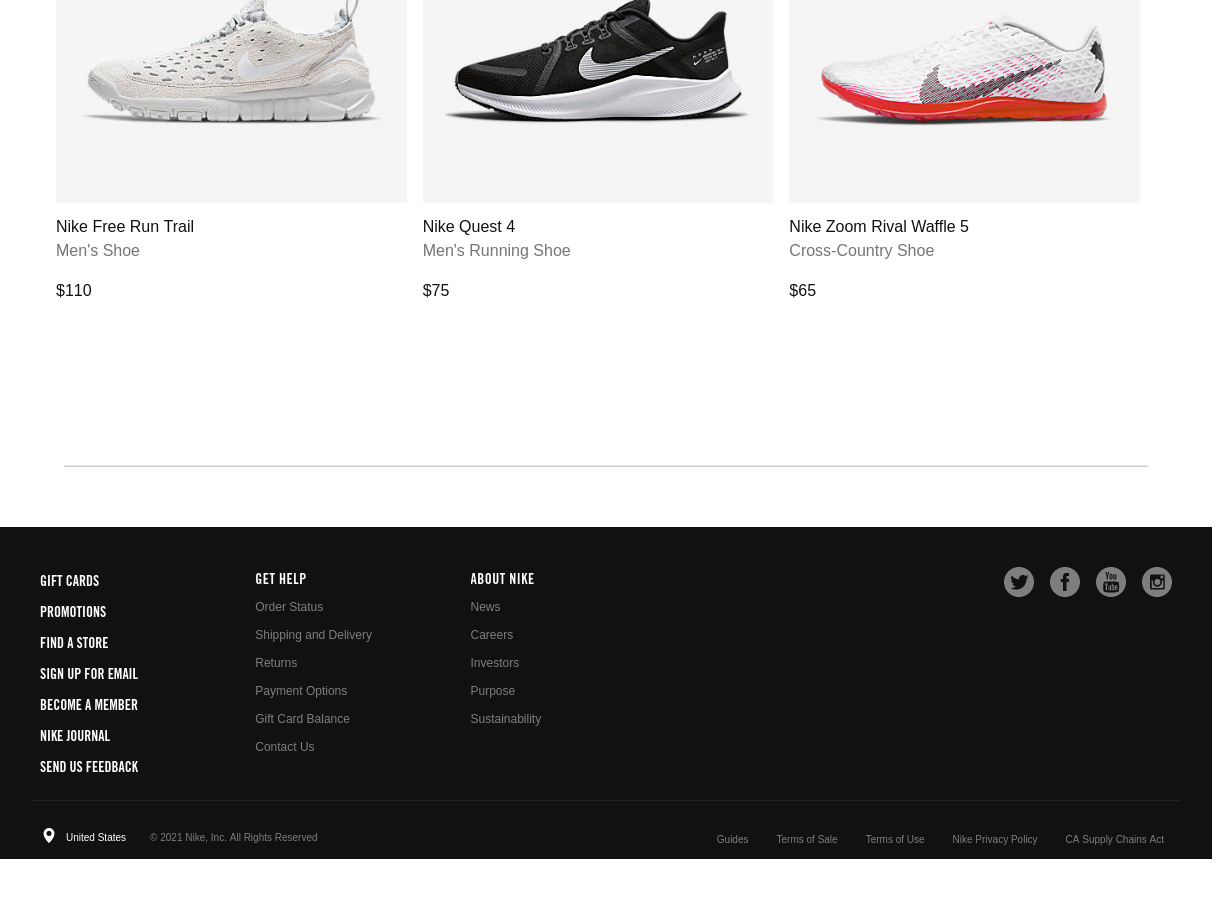 Nike Free Run Trail
Men's Shoe
$110
Nike Quest 4
Men's Running Shoe
$75
Nike Zoom Rival Waffle 5
Cross-Country Shoe
$65
GIFT CARDS
PROMOTIONS
FIND A STORE
SIGN UP FOR EMAIL
BECOME A MEMBER
NIKE JOURNAL
SEND US FEEDBACK
GET HELP
Order Status
Shipping and Delivery
Returns
Payment Options
Gift Card Balance
Contact Us
ABOUT NIKE
News
Careers
Investors
Purpose
Sustainability
You
Tube
United States
© 2021 Nike, Inc. All Rights Reserved
Guides
Terms of Sale
Terms of Use
Nike Privacy Policy
CA Supply Chains Act